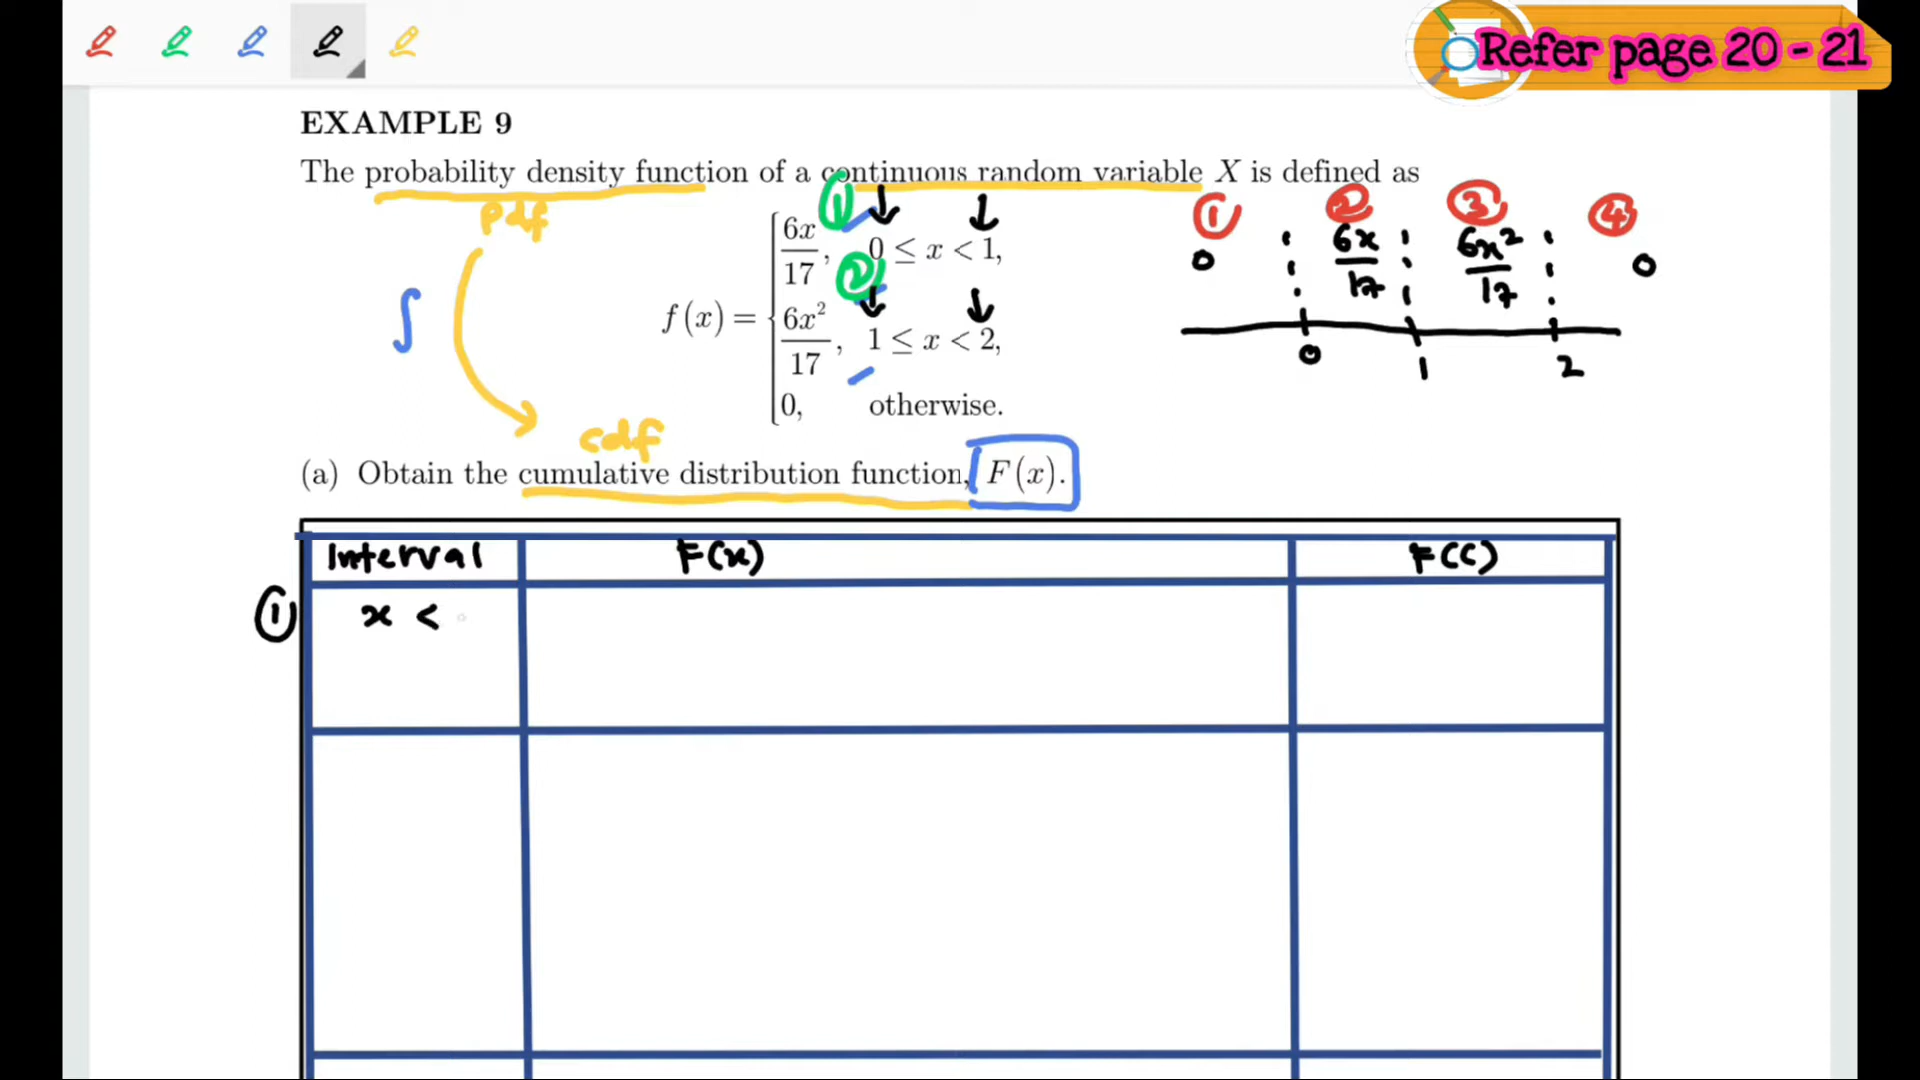 Refer page 20 - 21
EXAMPLE 9
The probability density function of a continuous random variable X is defined as
pdf
① ② ③ ④
0 6x/17 6x²/17 0
0 1 2
∫
①
②
f(x) = { 6x/17, 0 ≤ x < 1,
6x²/17, 1 ≤ x < 2,
0, otherwise.
cdf
(a) Obtain the cumulative distribution function, F(x).
Interval F(x) F(C)
① x <